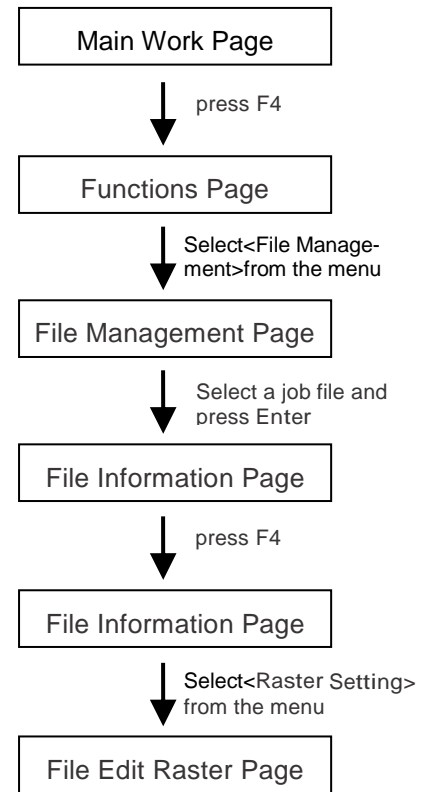 Main Work Page
press F4
Functions Page
Select<File Manage-
ment>from the menu
File Management Page
Select a job file and
press Enter
File Information Page
press F4
File Information Page
Select<Raster Setting>
from the menu
File Edit Raster Page